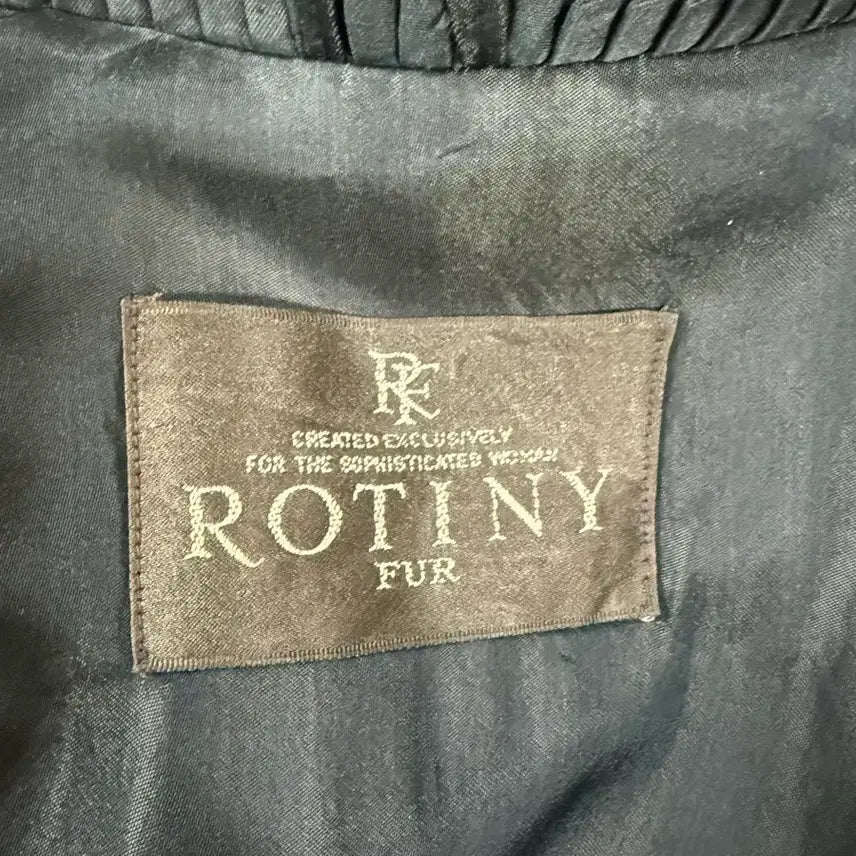 RF
CREATED EXCLUSIVELY
FOR THE SOPHISTICATED WOMAN
ROTINY
FUR